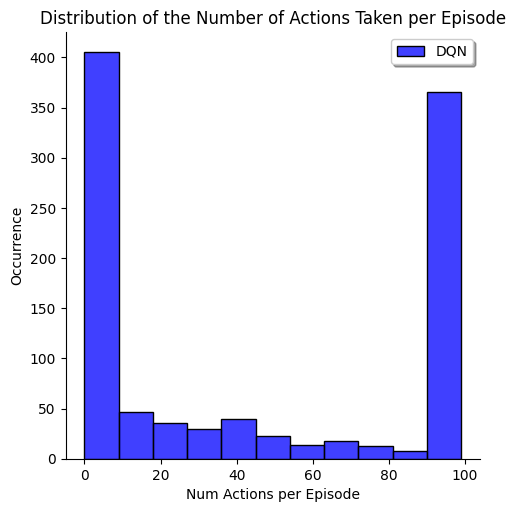 Distribution of the Number of Actions Taken per Episode
DQN
400
350
300
250
200
150
100
50
0
Occurrence
0 20 40 60 80 100
Num Actions per Episode